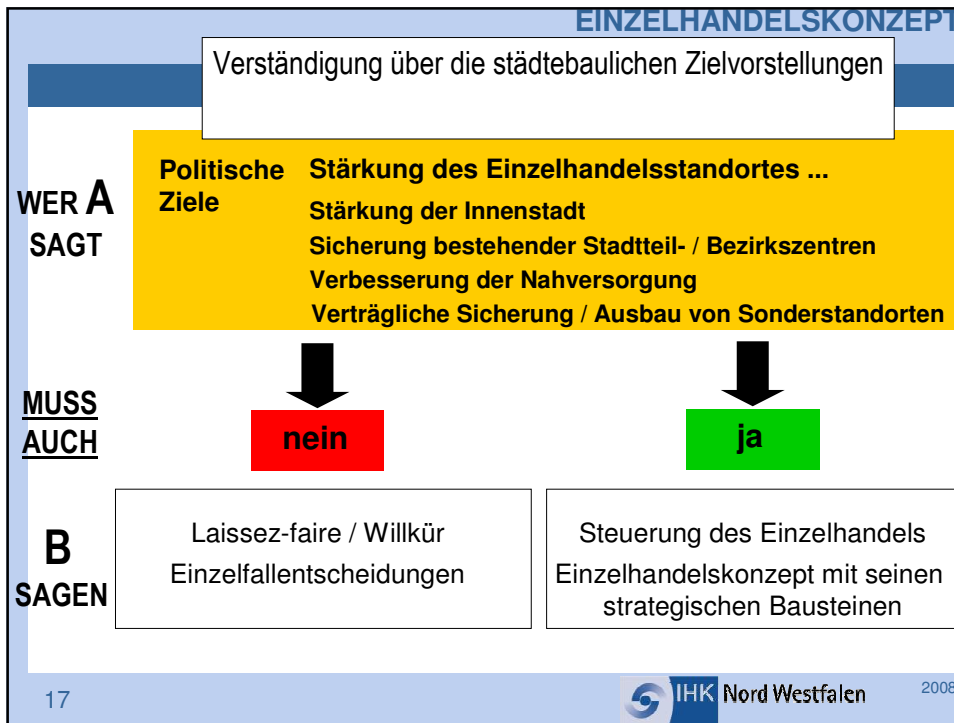 EINZELHANDELSKONZEPT
Verständigung über die städtebaulichen Zielvorstellungen
WER A
SAGT
Politische
Ziele
Stärkung des Einzelhandelsstandortes ...
Stärkung der Innenstadt
Sicherung bestehender Stadtteil- / Bezirkszentren
Verbesserung der Nahversorgung
Verträgliche Sicherung / Ausbau von Sonderstandorten
MUSS
AUCH
nein
ja
B
SAGEN
Laissez-faire / Willkür
Einzelfallentscheidungen
Steuerung des Einzelhandels
Einzelhandelskonzept mit seinen
strategischen Bausteinen
17
IHK Nord Westfalen
2008